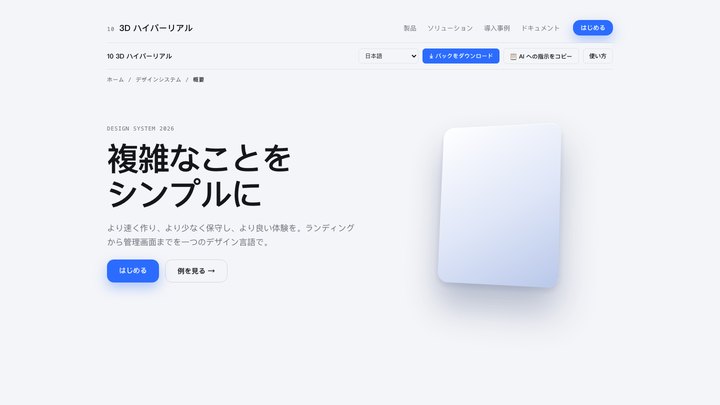 10 3D ハイパーリアル
製品 ソリューション 導入事例 ドキュメント はじめる
10 3D ハイパーリアル
日本語 ↓ パックをダウンロード 📋 AI への指示をコピー 使い方
ホーム / デザインシステム / 概要
DESIGN SYSTEM 2026
複雑なことを
シンプルに
より速く作り、より少なく保守し、より良い体験を。ランディング
から管理画面までを一つのデザイン言語で。
はじめる 例を見る →